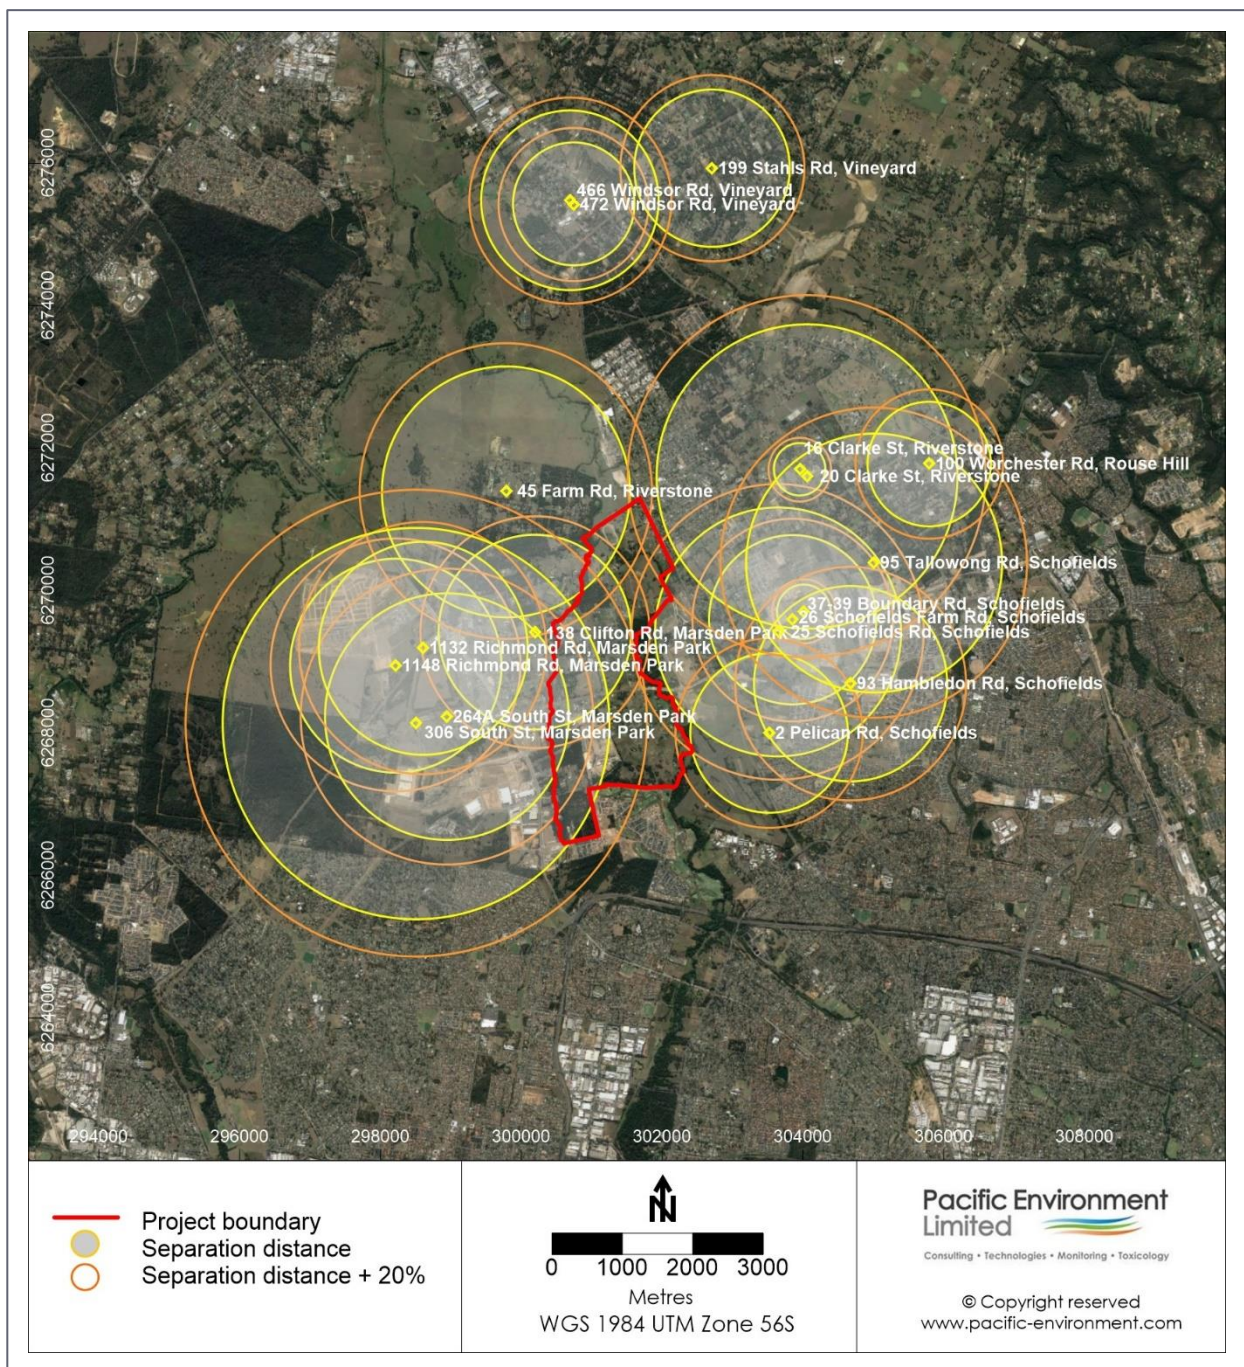 6276000
6274000
6272000
6270000
6268000
6266000
6264000
199 Stahls Rd, Vineyard
466 Windsor Rd, Vineyard
472 Windsor Rd, Vineyard
16 Clarke St, Riverstone
100 Worchester Rd, Rouse Hill
20 Clarke St, Riverstone
45 Farm Rd, Riverstone
95 Tallowong Rd, Schofields
37-39 Boundary Rd, Schofields
26 Schofields Farm Rd, Schofields
138 Clifton Rd, Marsden Park
25 Schofields Rd, Schofields
1132 Richmond Rd, Marsden Park
1148 Richmond Rd, Marsden Park
93 Hambledon Rd, Schofields
264A South St, Marsden Park
306 South St, Marsden Park
2 Pelican Rd, Schofields
294000 296000 298000 300000 302000 304000 306000 308000
Project boundary
Separation distance
Separation distance + 20%
N
0 1000 2000 3000
Metres
WGS 1984 UTM Zone 56S
Pacific Environment
Limited
Consulting • Technologies • Monitoring • Toxicology
© Copyright reserved
www.pacific-environment.com